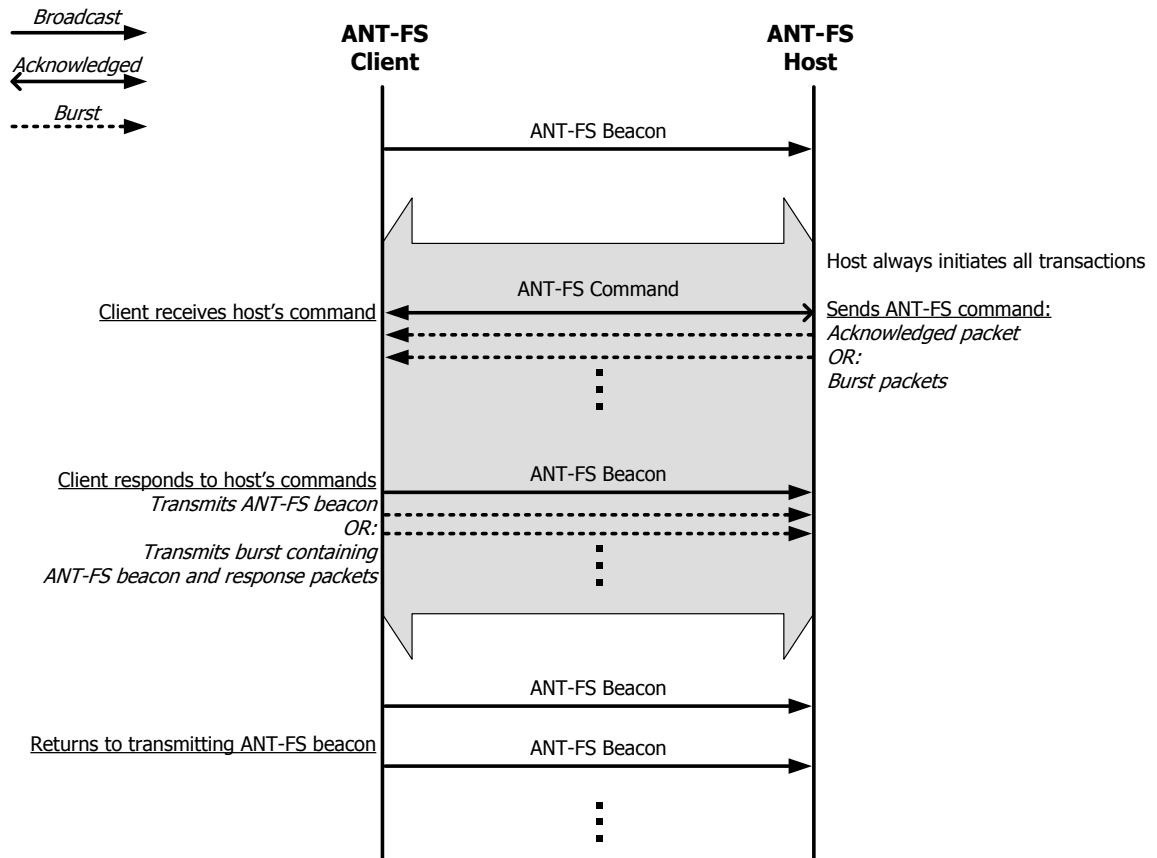 Broadcast
Acknowledged
Burst
ANT-FS
Client
ANT-FS
Host
ANT-FS Beacon
Host always initiates all transactions
ANT-FS Command
Client receives host’s command
Sends ANT-FS command:
Acknowledged packet
OR:
Burst packets
Client responds to host’s commands
Transmits ANT-FS beacon
OR:
Transmits burst containing
ANT-FS beacon and response packets
ANT-FS Beacon
ANT-FS Beacon
Returns to transmitting ANT-FS beacon
ANT-FS Beacon